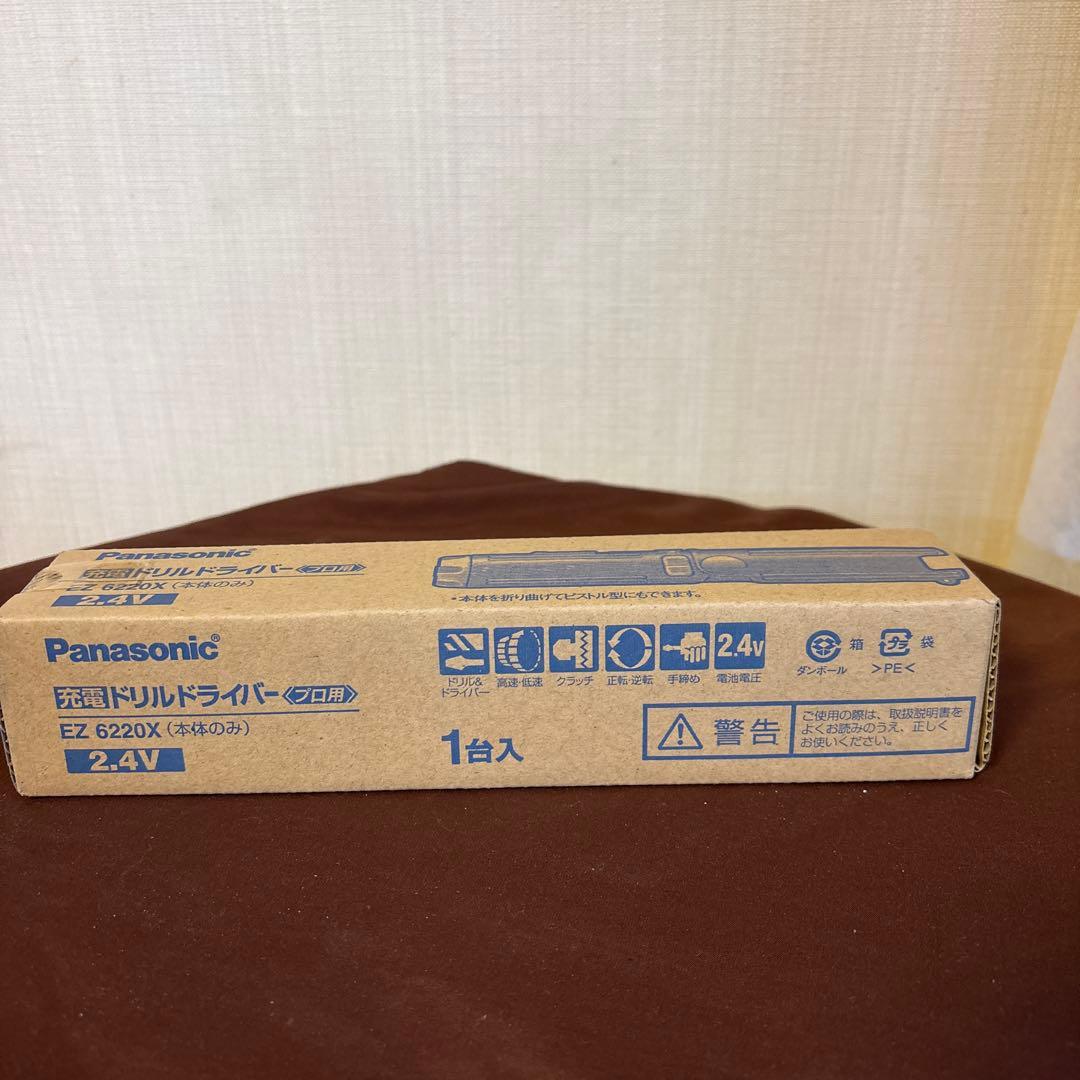 Panasonic
充電ドリルドライバー〈プロ用〉
EZ 6220X（本体のみ）
2.4V
・本体を折り曲げてピストル型にもできます。
Panasonic®
充電ドリルドライバー〈プロ用〉
EZ 6220X（本体のみ）
2.4V
2.4V
ドリル&
ドライバー
高速・低速
クラッチ
正転・逆転
手締め
電池電圧
1台入
箱
ダンボール
プラ
袋
>PE<
警告
ご使用の際は、取扱説明書を
よくお読みのうえ、正しく
お使いください。